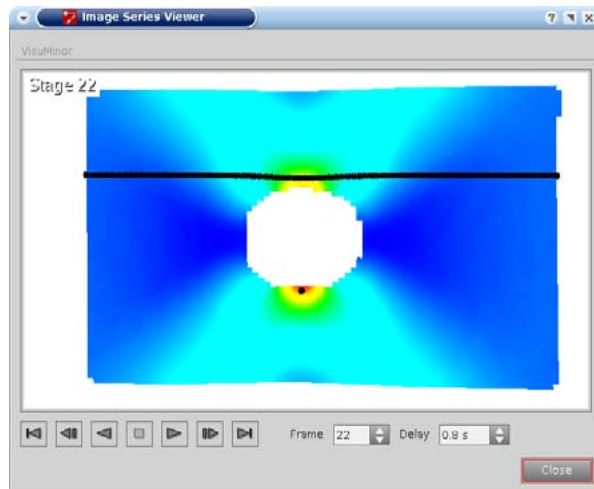 Image Series Viewer
VisuMinor
Stage 22
Frame 22 Delay 0.8 s
Close